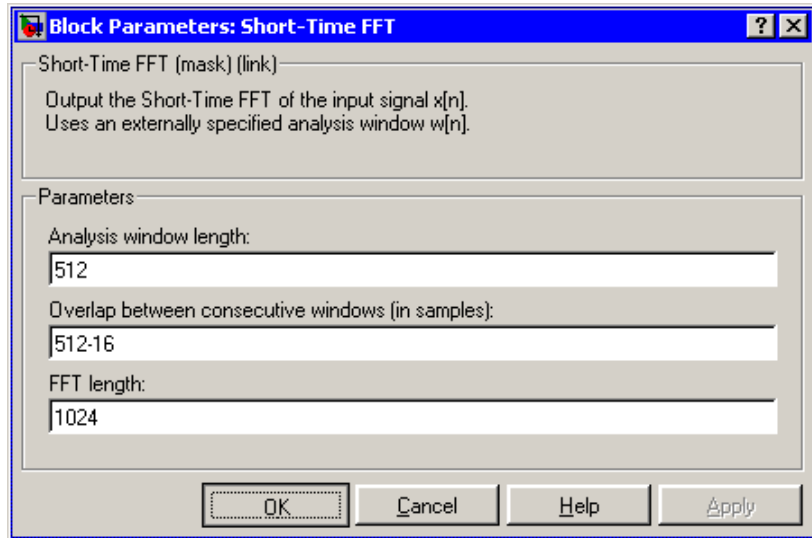 Block Parameters: Short-Time FFT
Short-Time FFT (mask) (link)
Output the Short-Time FFT of the input signal x[n].
Uses an externally specified analysis window w[n].
Parameters
Analysis window length:
512
Overlap between consecutive windows (in samples):
512-16
FFT length:
1024
OK Cancel Help Apply